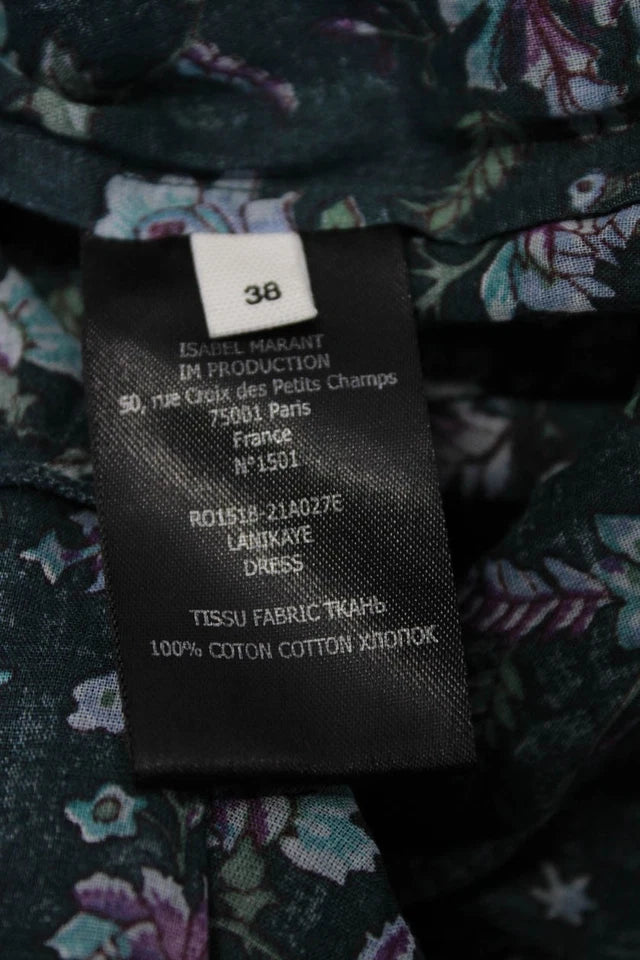 38
ISABEL MARANT
IM PRODUCTION
50, rue Croix des Petits Champs
75001 Paris
France
N°1501
RO1518-21A027E
LANIKAYE
DRESS
TISSU FABRIC ТКАНЬ
100% COTON COTTON ХЛОПОК